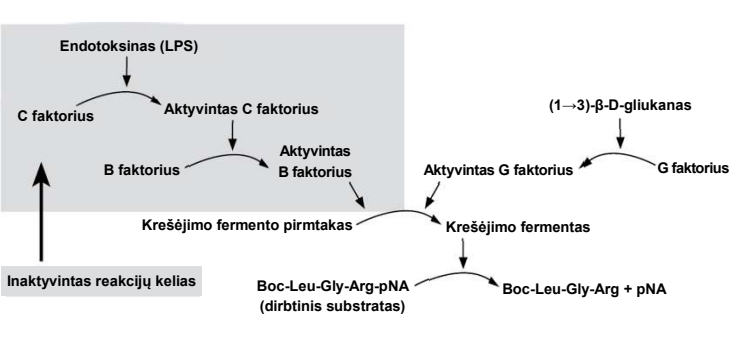 Endotoksinas (LPS)
C faktorius
Aktyvintas C faktorius
(1→3)-β-D-gliukanas
B faktorius
Aktyvintas
B faktorius
Aktyvintas G faktorius
G faktorius
Krešėjimo fermento pirmtakas
Krešėjimo fermentas
Inaktyvintas reakcijų kelias
Boc-Leu-Gly-Arg-pNA
(dirbtinis substratas)
Boc-Leu-Gly-Arg + pNA